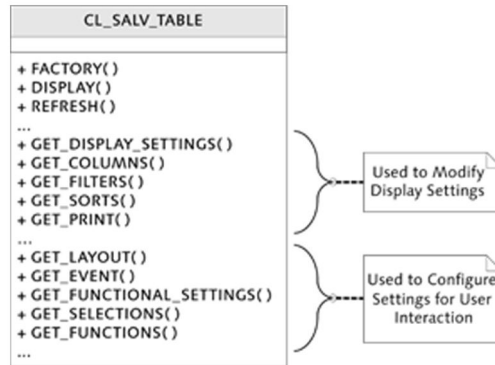 CL_SALV_TABLE
+ FACTORY()
+ DISPLAY()
+ REFRESH()
...
+ GET_DISPLAY_SETTINGS()
+ GET_COLUMNS()
+ GET_FILTERS()
+ GET_SORTS()
+ GET_PRINT()
...
+ GET_LAYOUT()
+ GET_EVENT()
+ GET_FUNCTIONAL_SETTINGS()
+ GET_SELECTIONS()
+ GET_FUNCTIONS()
...
Used to Modify
Display Settings
Used to Configure
Settings for User
Interaction